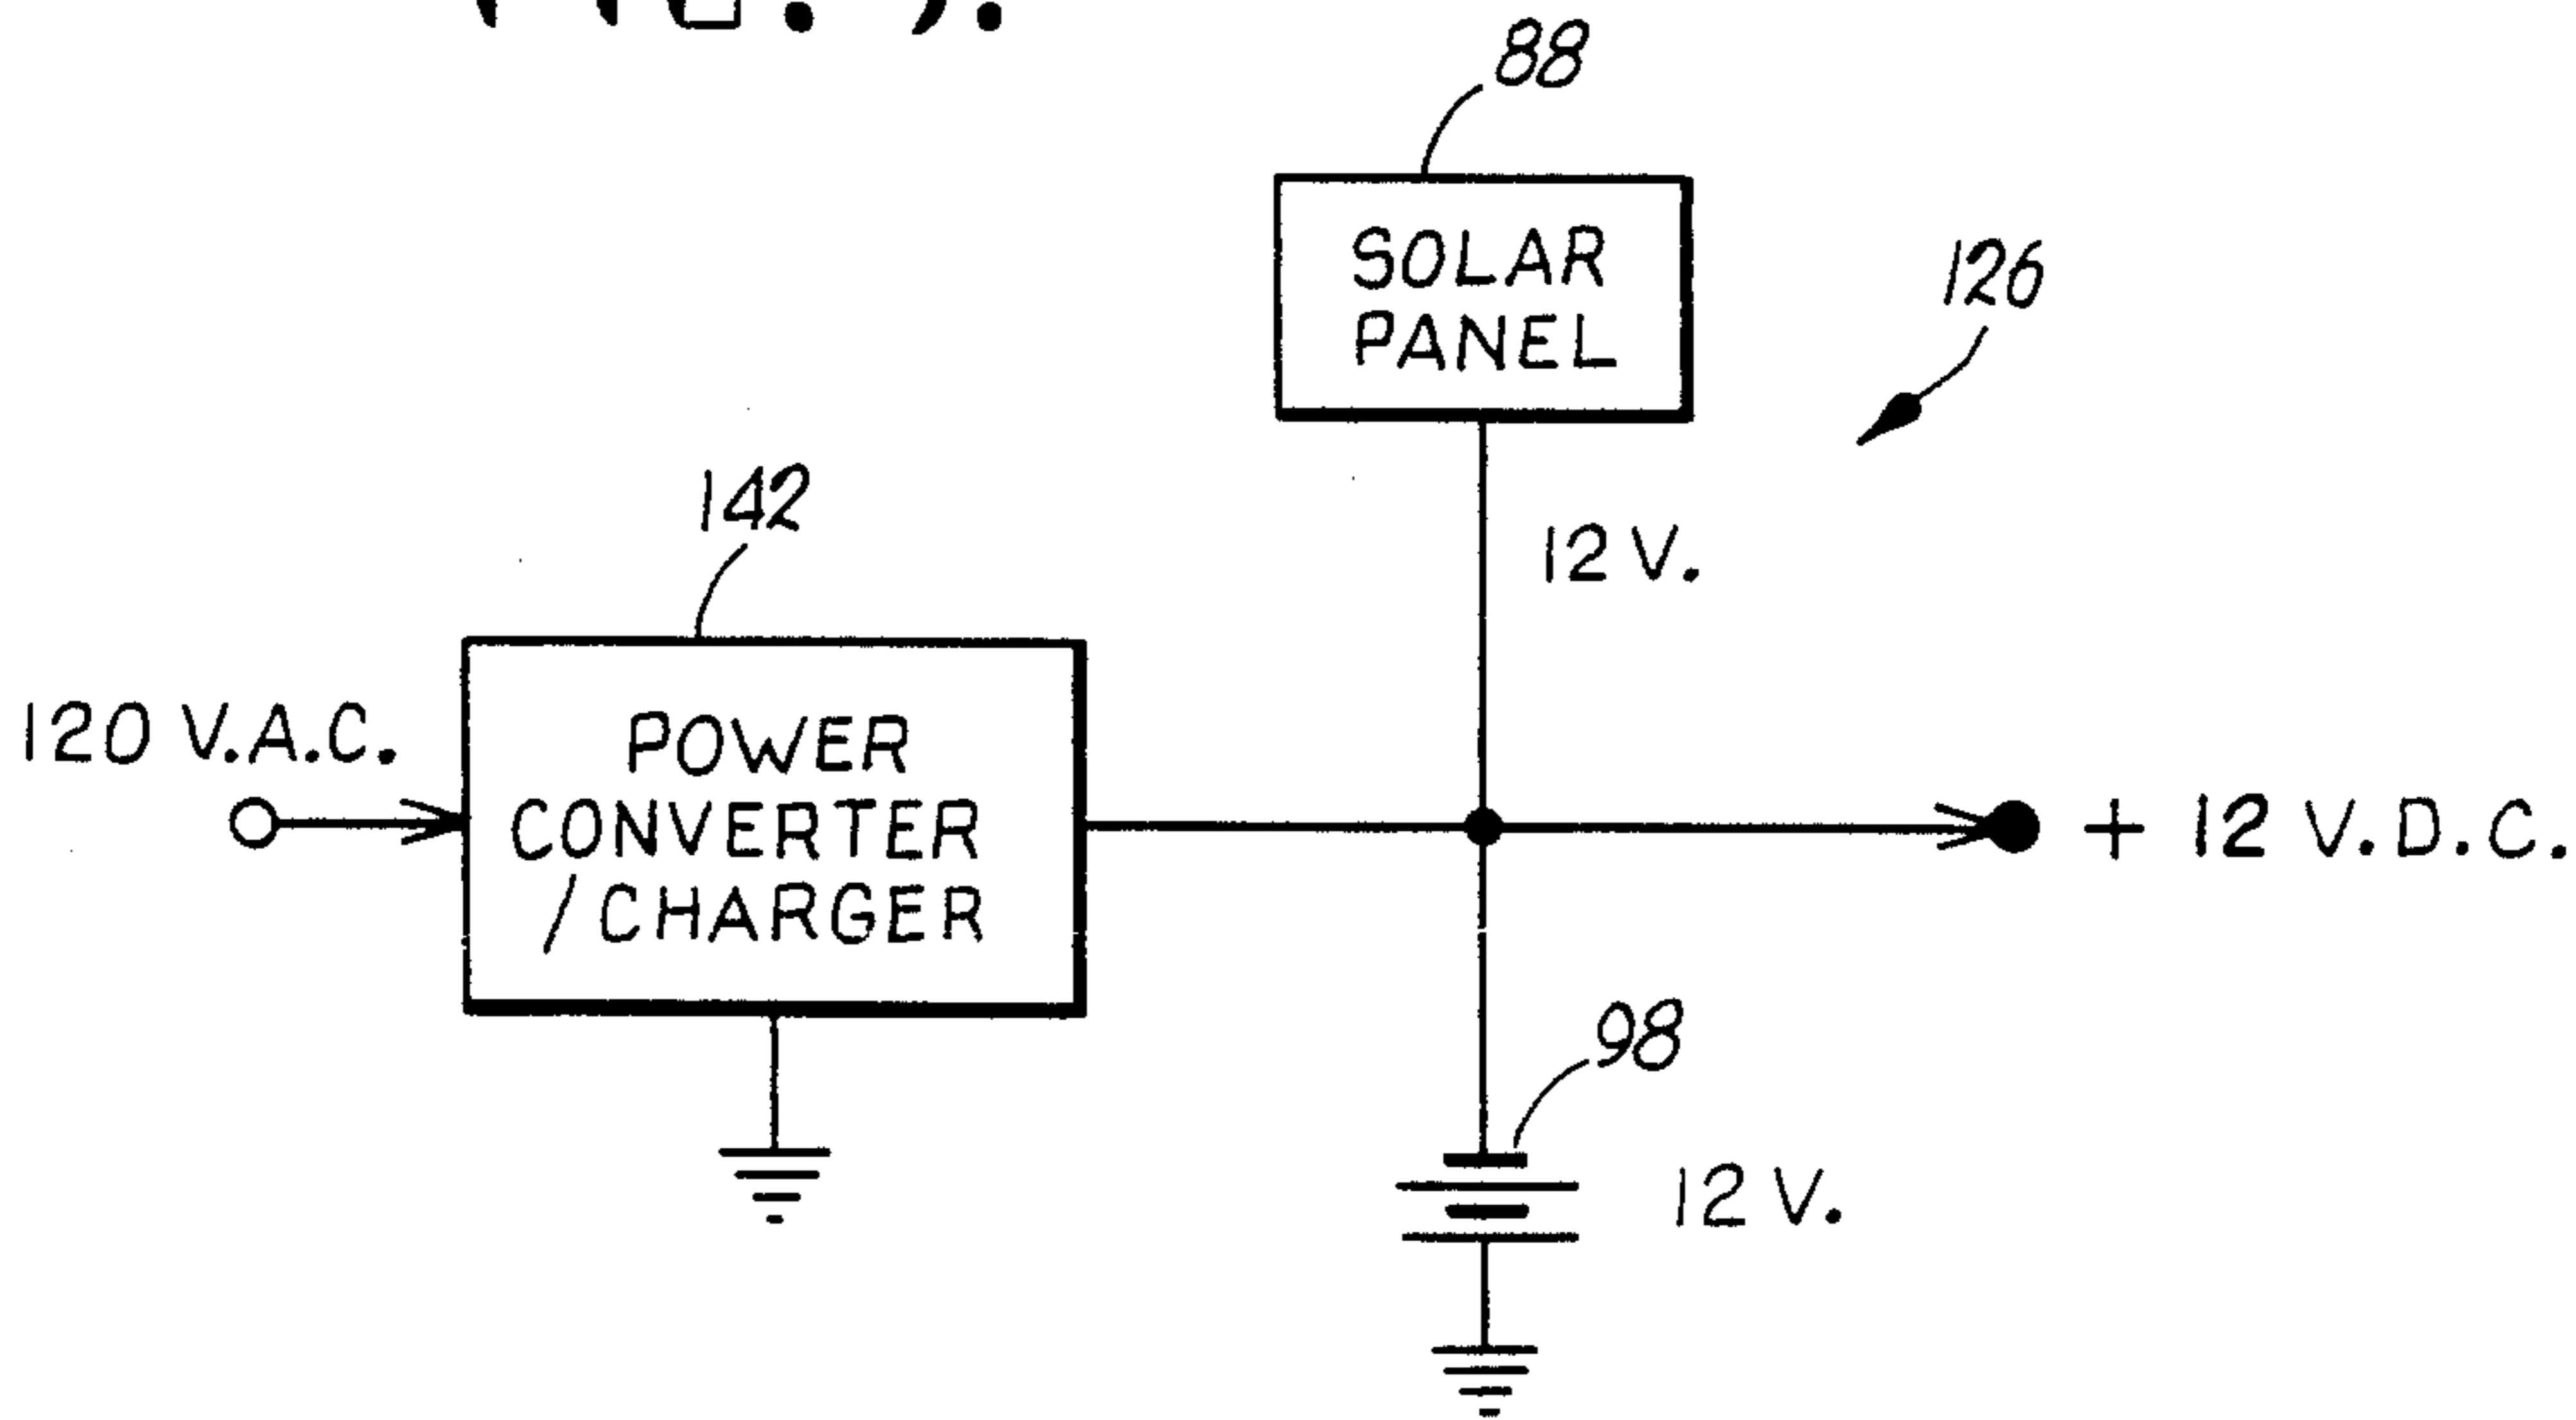 88
SOLAR
PANEL
126
12 V.
142
120 V.A.C.
POWER
CONVERTER
/CHARGER
+ 12 V.D.C.
98
12 V.